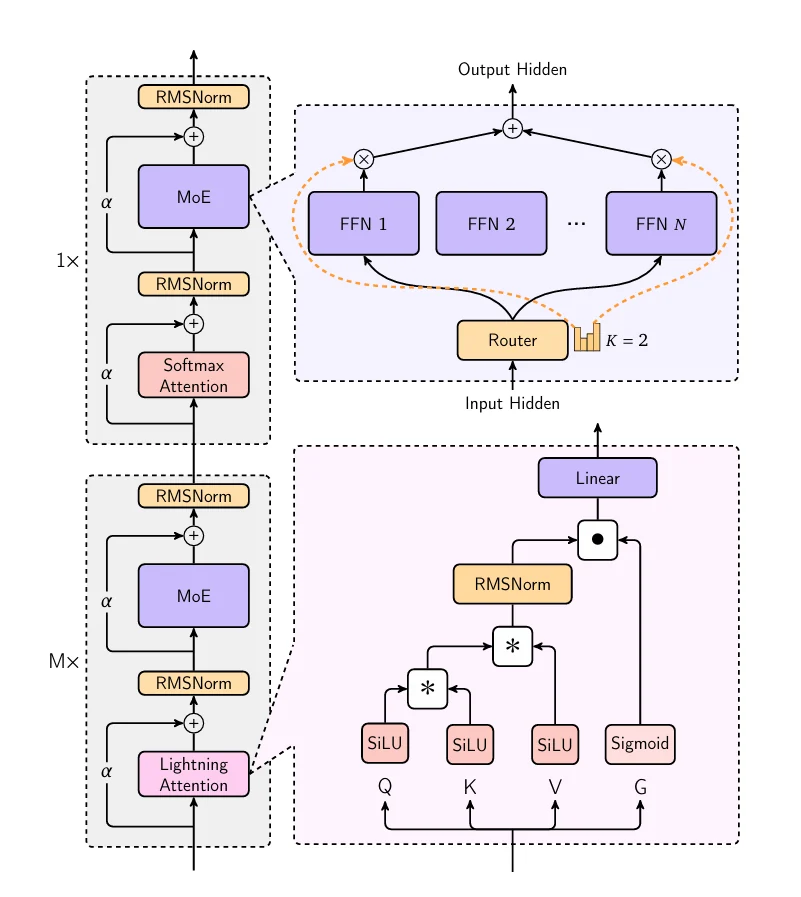 RMSNorm
+
MoE
α
1×
RMSNorm
+
α
Softmax
Attention
RMSNorm
+
MoE
α
M×
RMSNorm
+
α
Lightning
Attention
Output Hidden
+
×
×
FFN 1
FFN 2
...
FFN N
Router
K = 2
Input Hidden
Linear
•
RMSNorm
*
*
SiLU
SiLU
SiLU
Sigmoid
Q
K
V
G